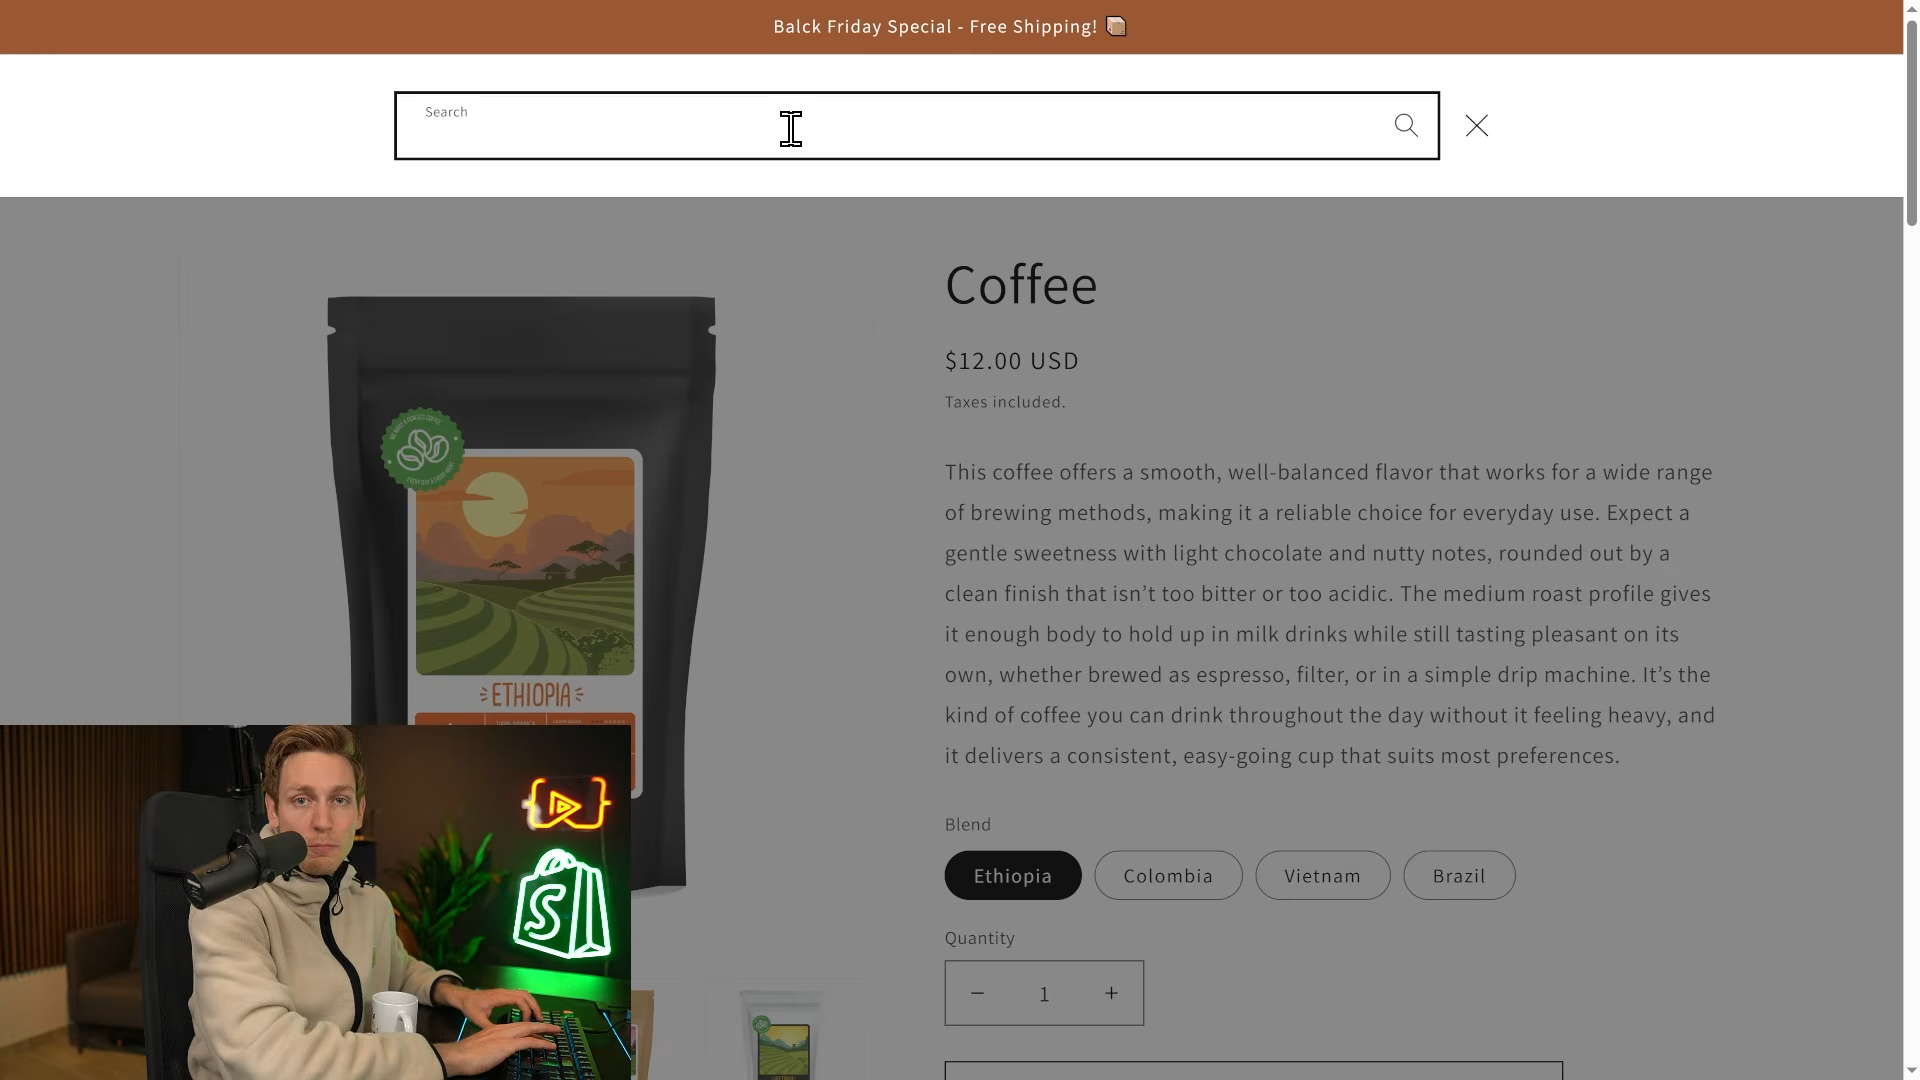 Balck Friday Special - Free Shipping!
Search
Coffee
$12.00 USD
Taxes included.
This coffee offers a smooth, well-balanced flavor that works for a wide range
of brewing methods, making it a reliable choice for everyday use. Expect a
gentle sweetness with light chocolate and nutty notes, rounded out by a
clean finish that isn’t too bitter or too acidic. The medium roast profile gives
it enough body to hold up in milk drinks while still tasting pleasant on its
own, whether brewed as espresso, filter, or in a simple drip machine. It’s the
kind of coffee you can drink throughout the day without it feeling heavy, and
it delivers a consistent, easy-going cup that suits most preferences.
Blend
Ethiopia
Colombia
Vietnam
Brazil
Quantity
− 1 +
ETHIOPIA
S